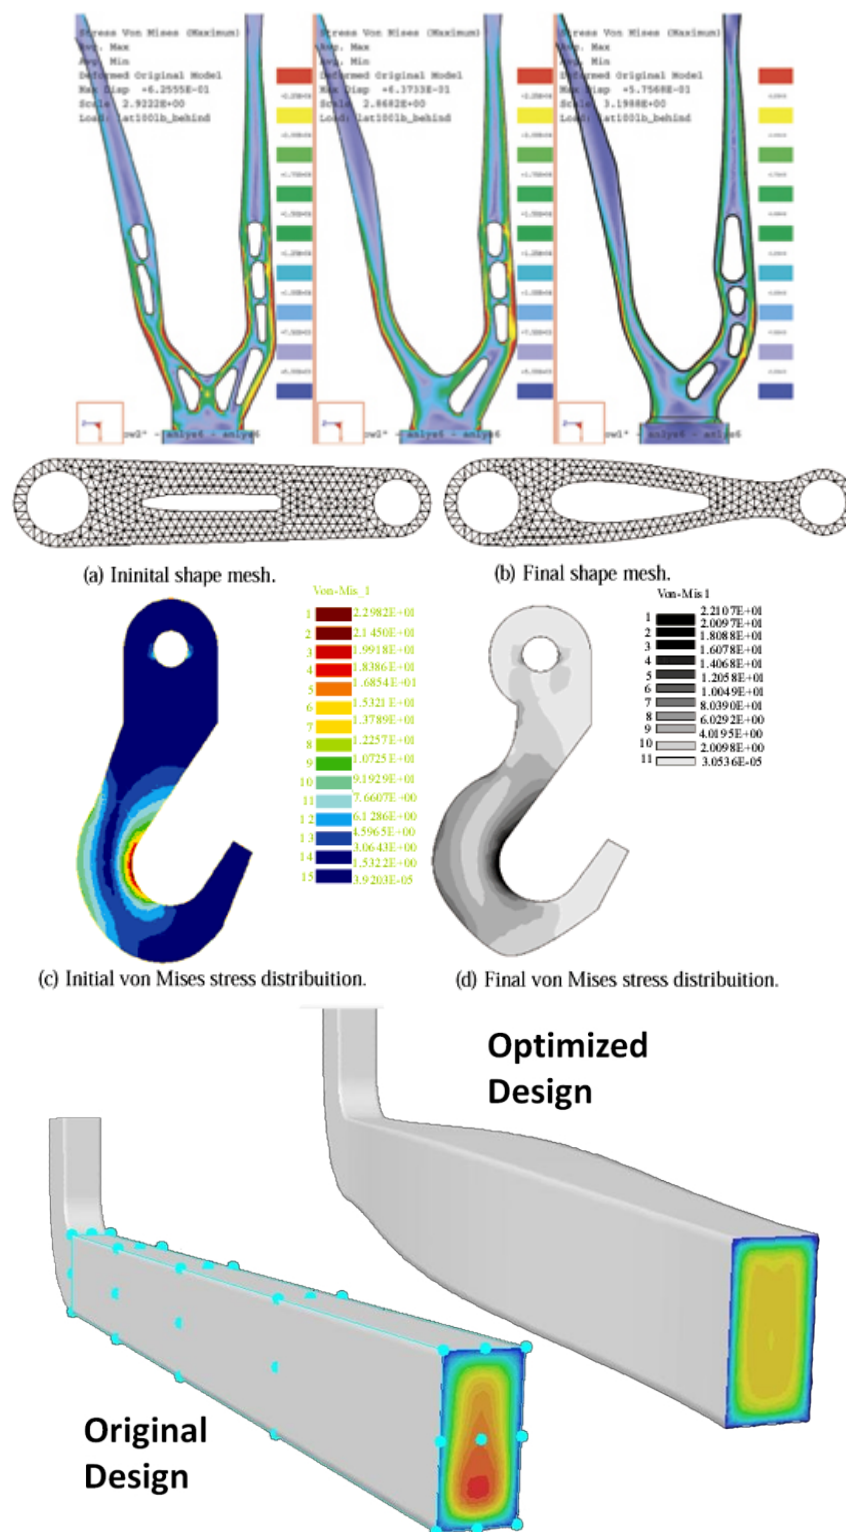 Stress Von Mises (Maximum)
Avg. Max
Avg. Min
Deformed Original Model
Max Disp +6.2555E-01
Scale 2.9222E+00
Load: lat100lb_behind
Stress Von Mises (Maximum)
Avg. Max
Avg. Min
Deformed Original Model
Max Disp +6.3733E-01
Scale 2.8682E+00
Load: lat100lb_behind
Stress Von Mises (Maximum)
Avg. Max
Avg. Min
Deformed Original Model
Max Disp +5.7568E-01
Scale 3.1988E+00
Load: lat100lb_behind
(a) Ininital shape mesh.
(b) Final shape mesh.
Von-Mis_1
1 2.2982E+01
2 2.1450E+01
3 1.9918E+01
4 1.8386E+01
5 1.6854E+01
6 1.5321E+01
7 1.3789E+01
8 1.2257E+01
9 1.0725E+01
10 9.1929E+01
11 7.6607E+00
12 6.1286E+00
13 4.5965E+00
3.0643E+00
14 1.5322E+00
15 3.9203E-05
Von-Mis1
2.2107E+01
1 2.0097E+01
2 1.8088E+01
3 1.6078E+01
4 1.4068E+01
5 1.2058E+01
6 1.0049E+01
7 8.0390E+01
8 6.0292E+00
9 4.0195E+00
10 2.0098E+00
11 3.0536E-05
(c) Initial von Mises stress distribuition.
(d) Final von Mises stress distribuition.
Optimized
Design
Original
Design